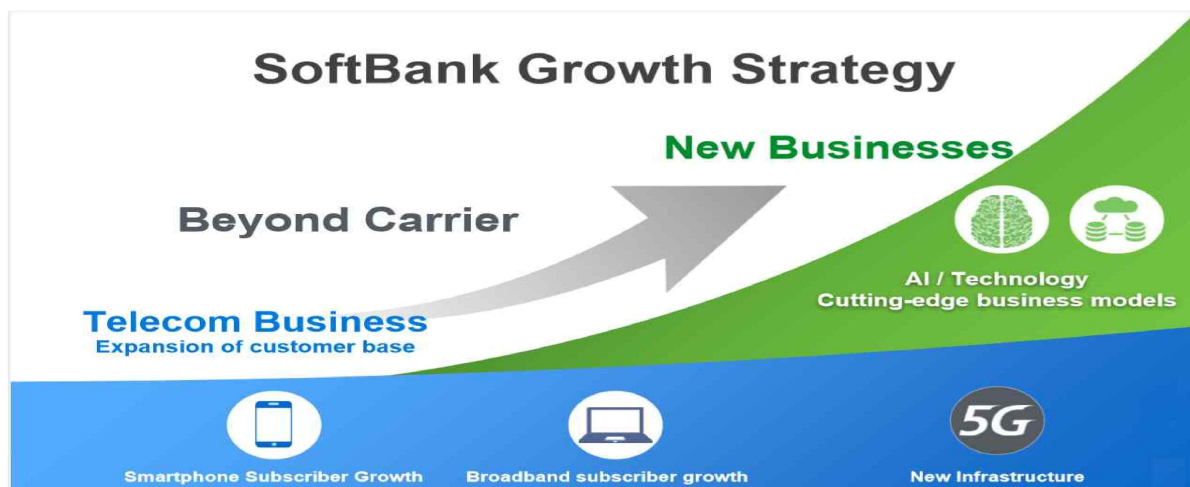 SoftBank Growth Strategy
New Businesses
Beyond Carrier
AI / Technology
Cutting-edge business models
Telecom Business
Expansion of customer base
5G
Smartphone Subscriber Growth
Broadband subscriber growth
New Infrastructure